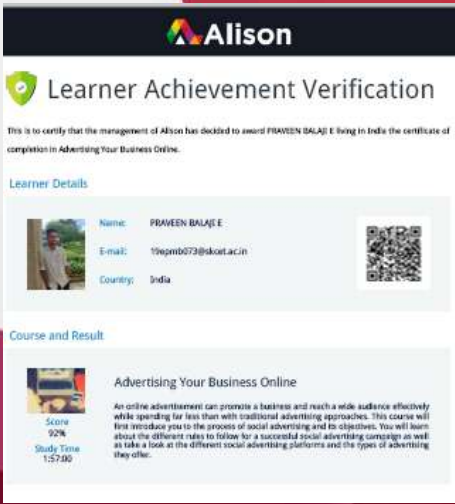 Alison
Learner Achievement Verification
This is to certify that the management of Alison has decided to award PRAVEEN BALAJI E living in India the certificate of
completion in Advertising Your Business Online.
Learner Details
Name: PRAVEEN BALAJI E
E-mail: 19epmb073@skcet.ac.in
Country: India
Course and Result
Advertising Your Business Online
An online advertisement can promote a business and reach a wide audience effectively
while spending far less than with traditional advertising approaches. This course will
first introduce you to the process of social advertising and its objectives. You will learn
about the different rules to follow for a successful social advertising campaign as well
as take a look at the different social advertising platforms and the types of advertising
they offer.
Score
92%
Study Time
1:57:00